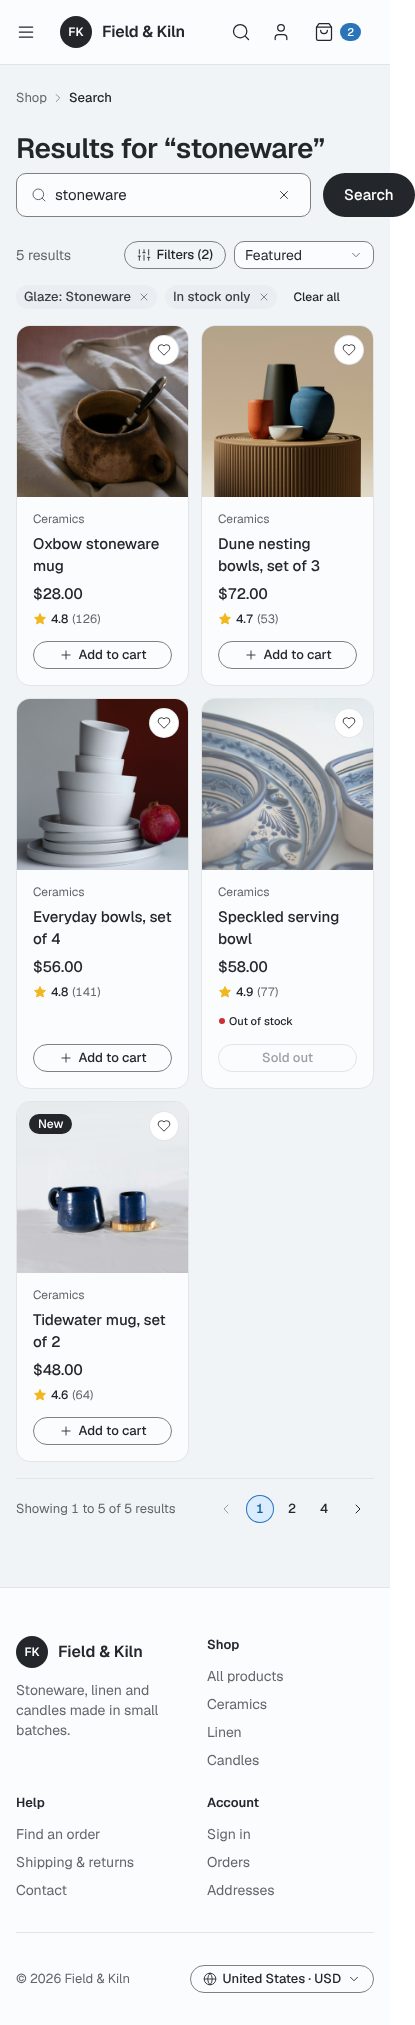 FK Field & Kiln 2
Shop Search
Results for “stoneware”
stoneware Search
5 results Filters (2) Featured
Glaze: Stoneware In stock only Clear all
Ceramics
Oxbow stoneware
mug
$28.00
4.8 (126)
Add to cart
Ceramics
Dune nesting
bowls, set of 3
$72.00
4.7 (53)
Add to cart
Ceramics
Everyday bowls, set
of 4
$56.00
4.8 (141)
Add to cart
Ceramics
Speckled serving
bowl
$58.00
4.9 (77)
Out of stock
Sold out
New
Ceramics
Tidewater mug, set
of 2
$48.00
4.6 (64)
Add to cart
Showing 1 to 5 of 5 results 1 2 4
FK Field & Kiln
Stoneware, linen and
candles made in small
batches.
Shop
All products
Ceramics
Linen
Candles
Help
Find an order
Shipping & returns
Contact
Account
Sign in
Orders
Addresses
© 2026 Field & Kiln United States · USD